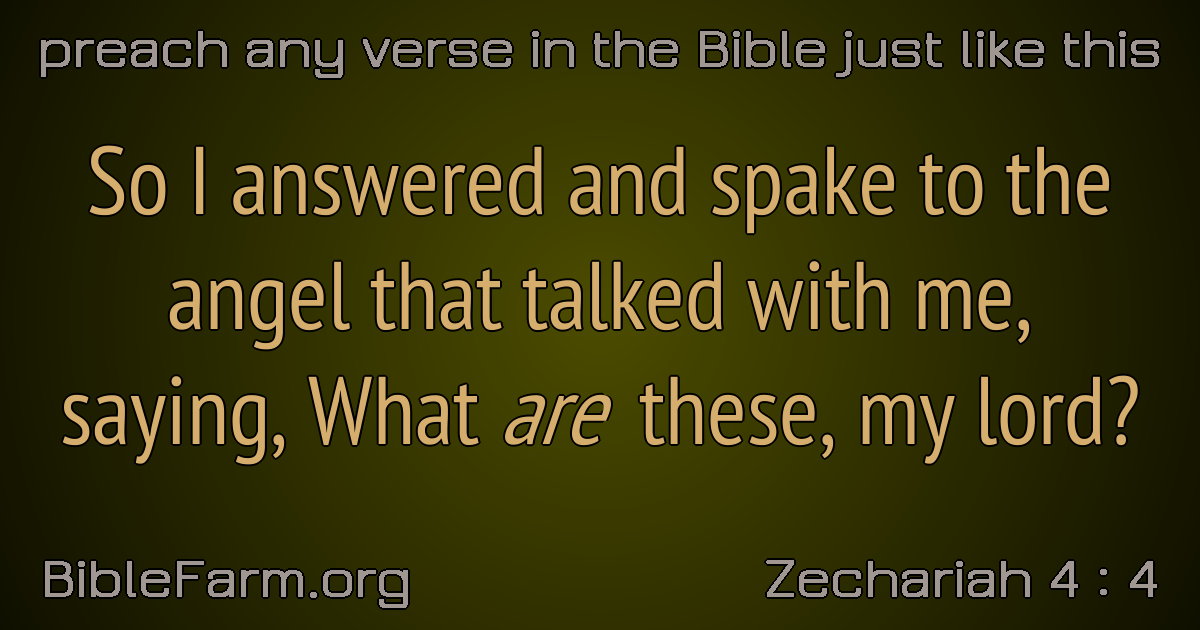 preach any verse in the Bible just like this
So I answered and spake to the
angel that talked with me,
saying, What are these, my lord?
BibleFarm.org
Zechariah 4 : 4